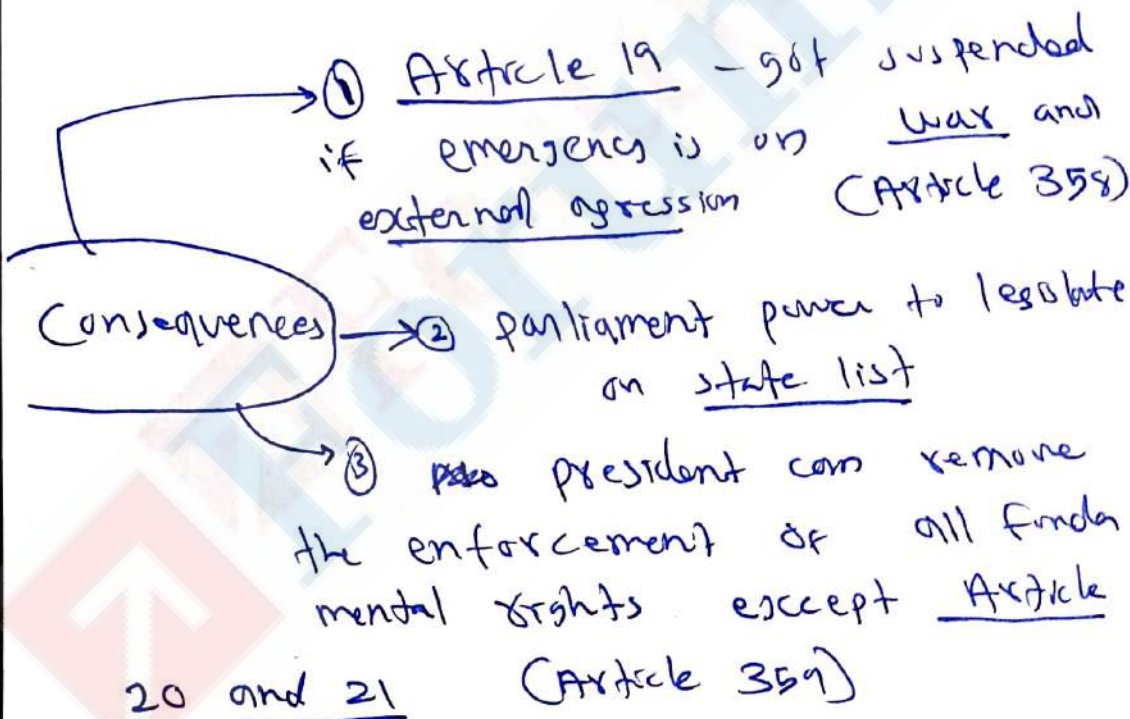 ① Article 19 - got suspended
if emergency is on war and
external agression (Article 358)
Consequences → ② parliament power to legislate
on state list
③ president can remove
the enforcement of all funda
mental rights except Article
20 and 21 (Article 359)
Forum